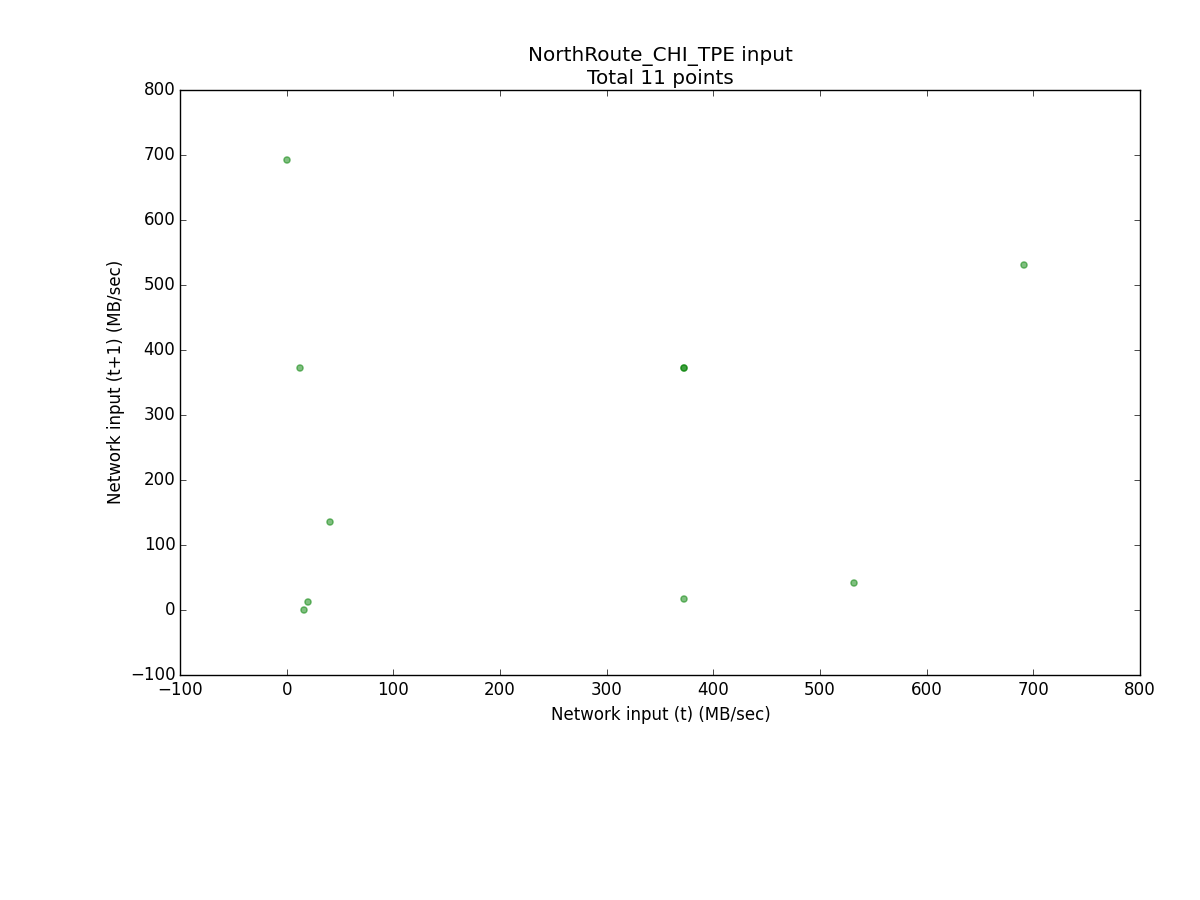 NorthRoute_CHI_TPE input
Total 11 points
800
700
600
500
400
300
200
100
0
−100
Network input (t+1) (MB/sec)
−100 0 100 200 300 400 500 600 700 800
Network input (t) (MB/sec)